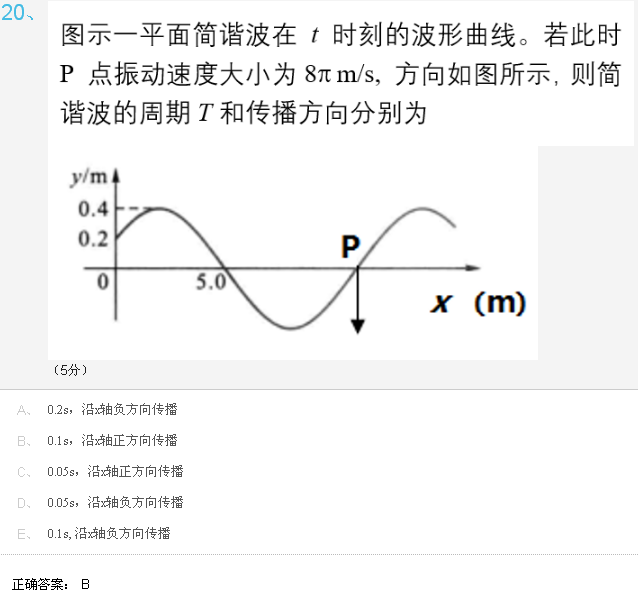 20、
图示一平面简谐波在 t 时刻的波形曲线。若此时
P 点振动速度大小为 8π m/s, 方向如图所示, 则简
谐波的周期 T 和传播方向分别为
y/m
0.4
0.2
P
0
5.0
x (m)
（5分）
A、 0.2s，沿x轴负方向传播
B、 0.1s，沿x轴正方向传播
C、 0.05s，沿x轴正方向传播
D、 0.05s，沿x轴负方向传播
E、 0.1s,沿x轴负方向传播
正确答案： B